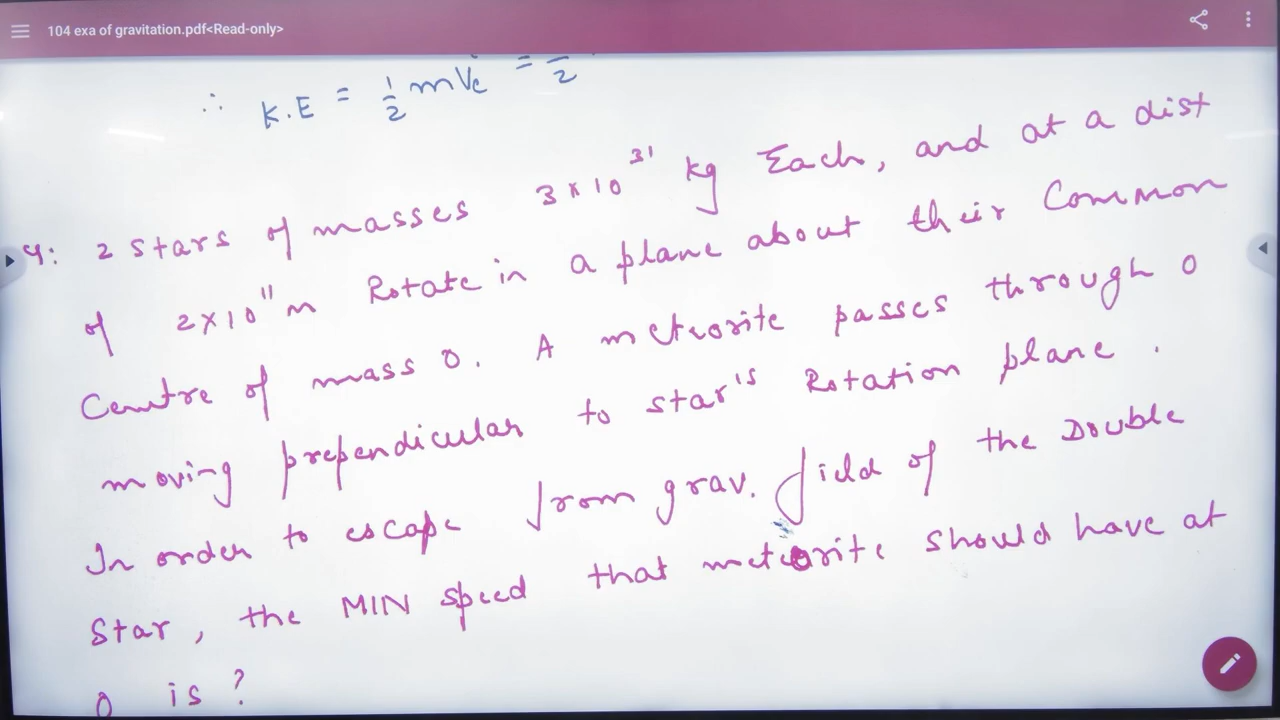 104 exa of gravitation.pdf<Read-only>
∴ K.E = 1/2 mVc = /2
4: 2 stars of masses 3×10³¹ kg Each, and at a dist
of 2×10¹¹m Rotate in a plane about their Common
Centre of mass O. A meteorite passes through O
moving prependicular to star's Rotation plane.
In order to escape from grav. field of the Double
Star, the MIN speed that meteorite should have at
O is?